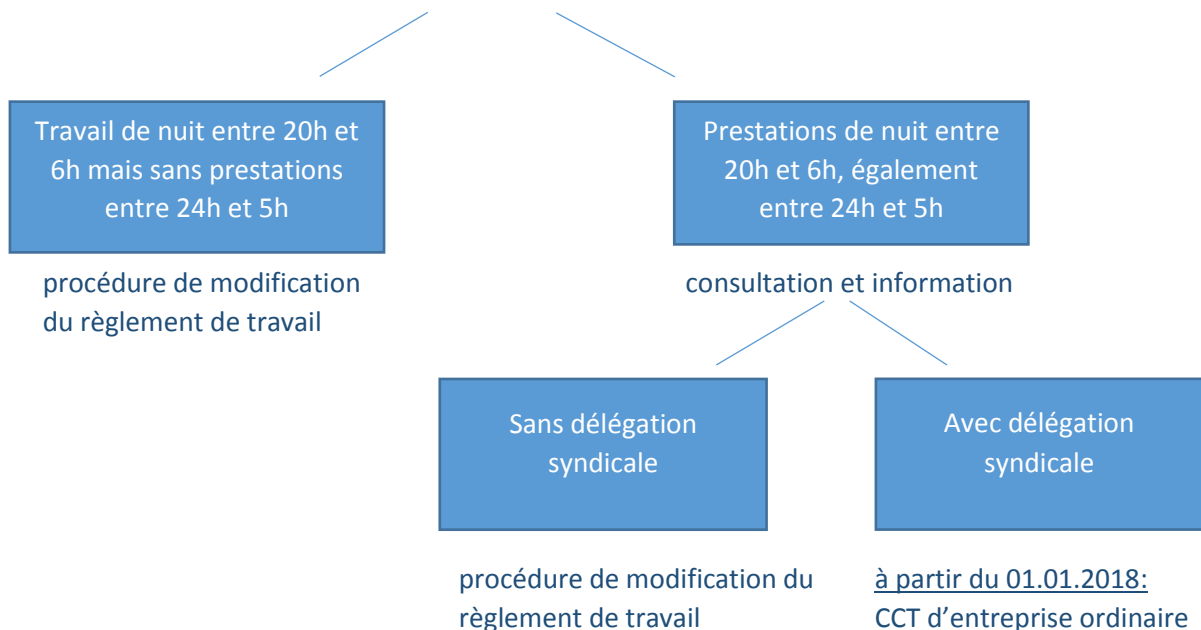 Travail de nuit entre 20h et
6h mais sans prestations
entre 24h et 5h
procédure de modification
du règlement de travail
Prestations de nuit entre
20h et 6h, également
entre 24h et 5h
consultation et information
Sans délégation
syndicale
procédure de modification du
règlement de travail
Avec délégation
syndicale
à partir du 01.01.2018:
CCT d’entreprise ordinaire